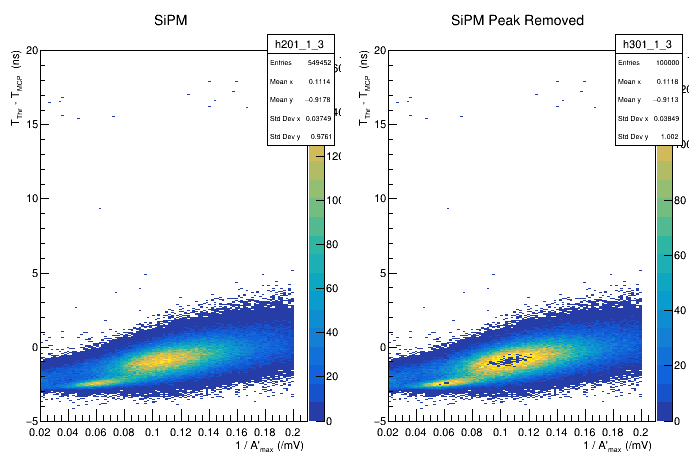 SiPM
h201_1_3
Entries 549452
Mean x 0.1114
Mean y −0.9178
Std Dev x 0.03749
Std Dev y 0.9761
T_Thr - T_MCP (ns)
20
15
10
5
0
−5
0.02 0.04 0.06 0.08 0.1 0.12 0.14 0.16 0.18 0.2
1 / A'_max (/mV)
100
80
60
40
20
0
SiPM Peak Removed
h301_1_3
Entries 100000
Mean x 0.1118
Mean y −0.9113
Std Dev x 0.03849
Std Dev y 1.002
T_Thr - T_MCP (ns)
20
15
10
5
0
−5
0.02 0.04 0.06 0.08 0.1 0.12 0.14 0.16 0.18 0.2
1 / A'_max (/mV)
80
60
40
20
0